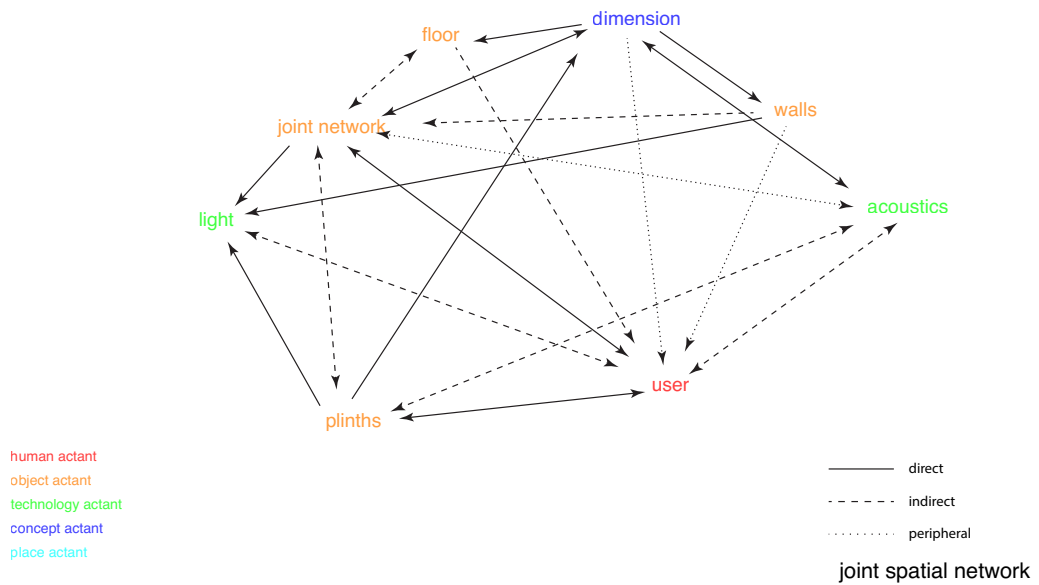 dimension
floor
walls
joint network
acoustics
light
user
plinths
human actant
object actant
technology actant
concept actant
place actant
direct
indirect
peripheral
joint spatial network